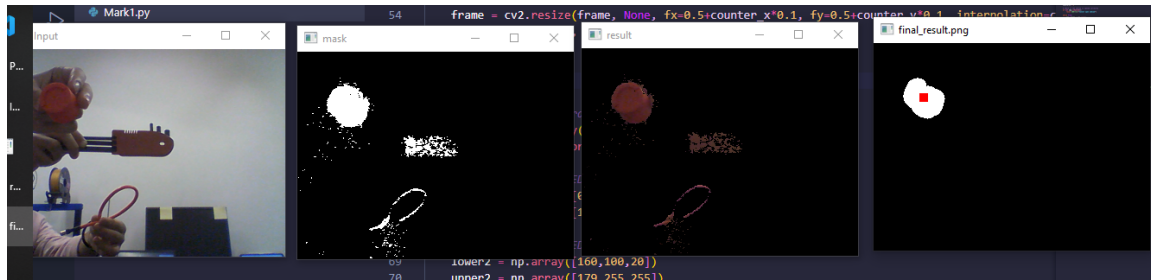 Mark1.py
54 frame = cv2.resize(frame, None, fx=0.5+counter_x*0.1, fy=0.5+counter_y*0.1, interpolation=c
input
mask
result
final_result.png
P...
l...
r...
fi...
69 lower2 = np.array([160,100,20])
70 upper2 = np.array([179,255,255])